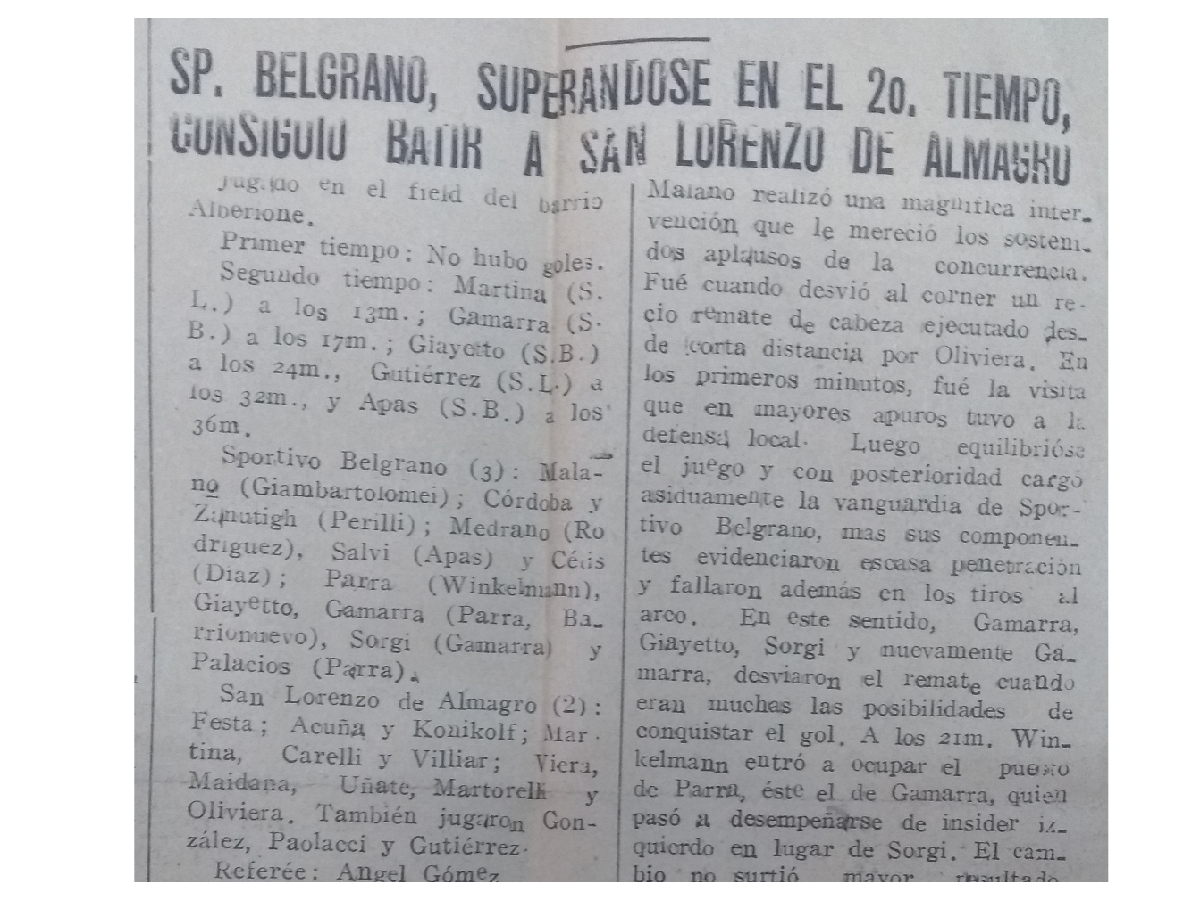 SP. BELGRANO, SUPERANDOSE EN EL 2o. TIEMPO,
CONSIGUIO BATIR A SAN LORENZO DE ALMAGRO
Jugado en el field del barrio
Alberione.
Primer tiempo: No hubo goles.
Segundo tiempo: Martina (S.
L.) a los 13m.; Gamarra (S.
B.) a los 17m.; Giayetto (S.B.)
a los 24m., Gutiérrez (S.L.) a
los 32m., y Apas (S.B.) a los
36m.
Sportivo Belgrano (3): Mala-
no (Giambartolomei); Córdoba y
Zanutigh (Perilli); Medrano (Ro
driguez), Salvi (Apas) y Célis
(Díaz); Parra (Winkelmann),
Giayetto, Gamarra (Parra, Ba-
rrionuevo), Sorgi (Gamarra) y
Palacios (Parra).
San Lorenzo de Almagro (2):
Festa; Acuña y Konikolf; Mar-
tina, Carelli y Villiar; Viera,
Maidana, Uñate, Martorell y
Oliviera. También jugaron Gon-
zález, Paolacci y Gutiérrez.
Referée: Angel Gómez
Malano realizó una magnífica inter-
vención que le mereció los sosteni-
dos aplausos de la concurrencia.
Fué cuando desvió al corner un re-
cio remate de cabeza ejecutado des-
de corta distancia por Oliviera. En
los primeros minutos, fué la visita
que en mayores apuros tuvo a la
defensa local. Luego equilibrióse
el juego y con posterioridad cargó
asiduamente la vanguardia de Spor-
tivo Belgrano, mas sus componen-
tes evidenciaron escasa penetración
y fallaron además en los tiros al
arco. En este sentido, Gamarra,
Giayetto, Sorgi y nuevamente Ga-
marra, desviaron el remate cuando
eran muchas las posibilidades de
conquistar el gol. A los 21m. Win-
kelmann entró a ocupar el puesto
de Parra, éste el de Gamarra, quien
pasó a desempeñarse de insider iz-
quierdo en lugar de Sorgi. El cam-
bio no surtió mayor resultado